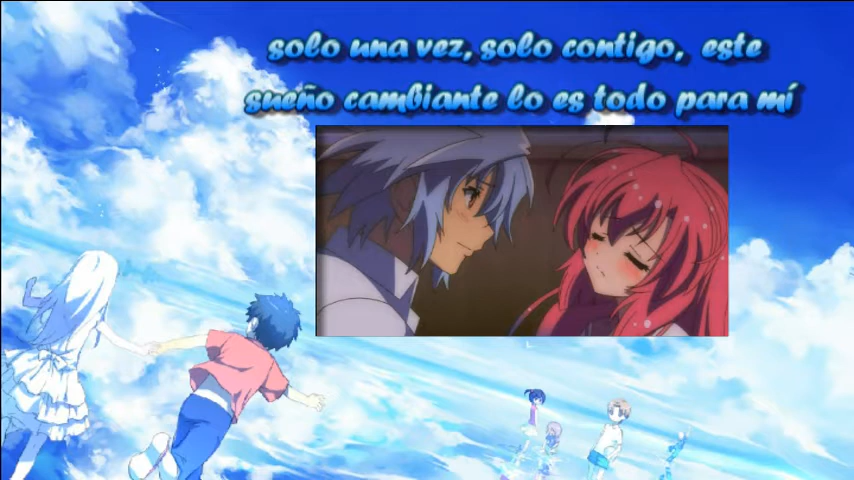 solo una vez, solo contigo, este
sueño cambiante lo es todo para mí